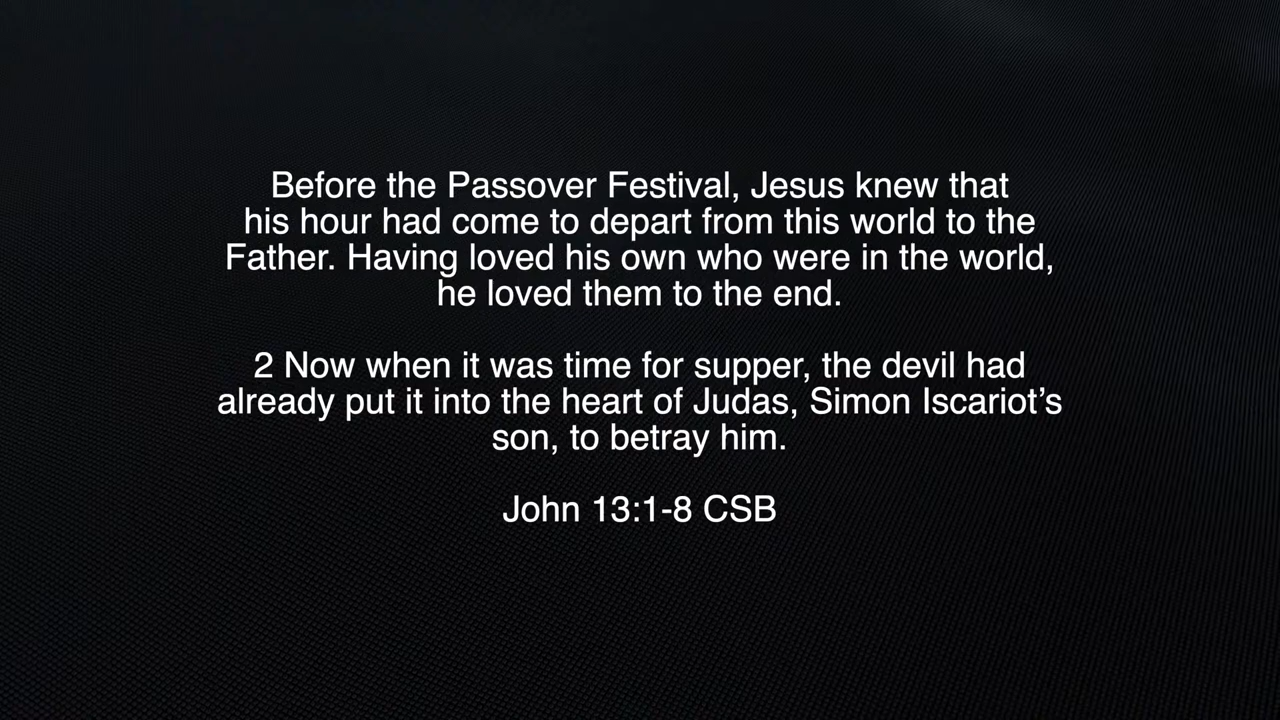 Before the Passover Festival, Jesus knew that
his hour had come to depart from this world to the
Father. Having loved his own who were in the world,
he loved them to the end.
2 Now when it was time for supper, the devil had
already put it into the heart of Judas, Simon Iscariot’s
son, to betray him.
John 13:1-8 CSB